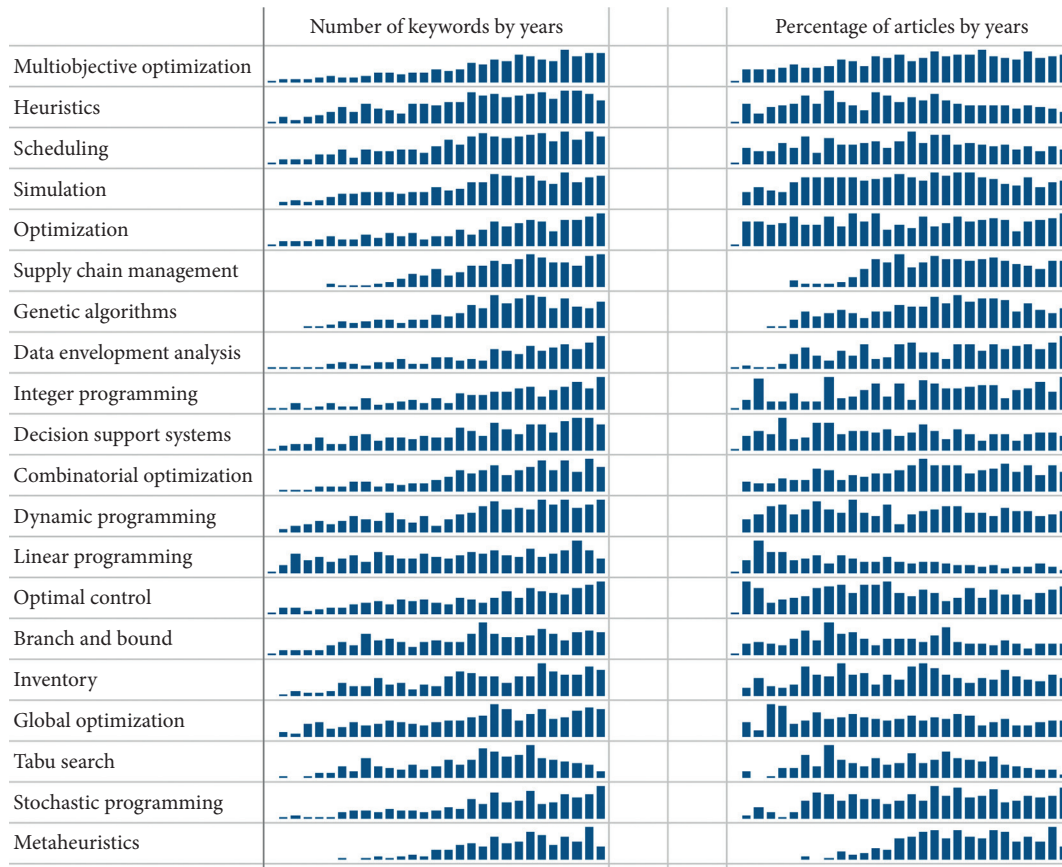 Number of keywords by years
Percentage of articles by years
Multiobjective optimization
Heuristics
Scheduling
Simulation
Optimization
Supply chain management
Genetic algorithms
Data envelopment analysis
Integer programming
Decision support systems
Combinatorial optimization
Dynamic programming
Linear programming
Optimal control
Branch and bound
Inventory
Global optimization
Tabu search
Stochastic programming
Metaheuristics